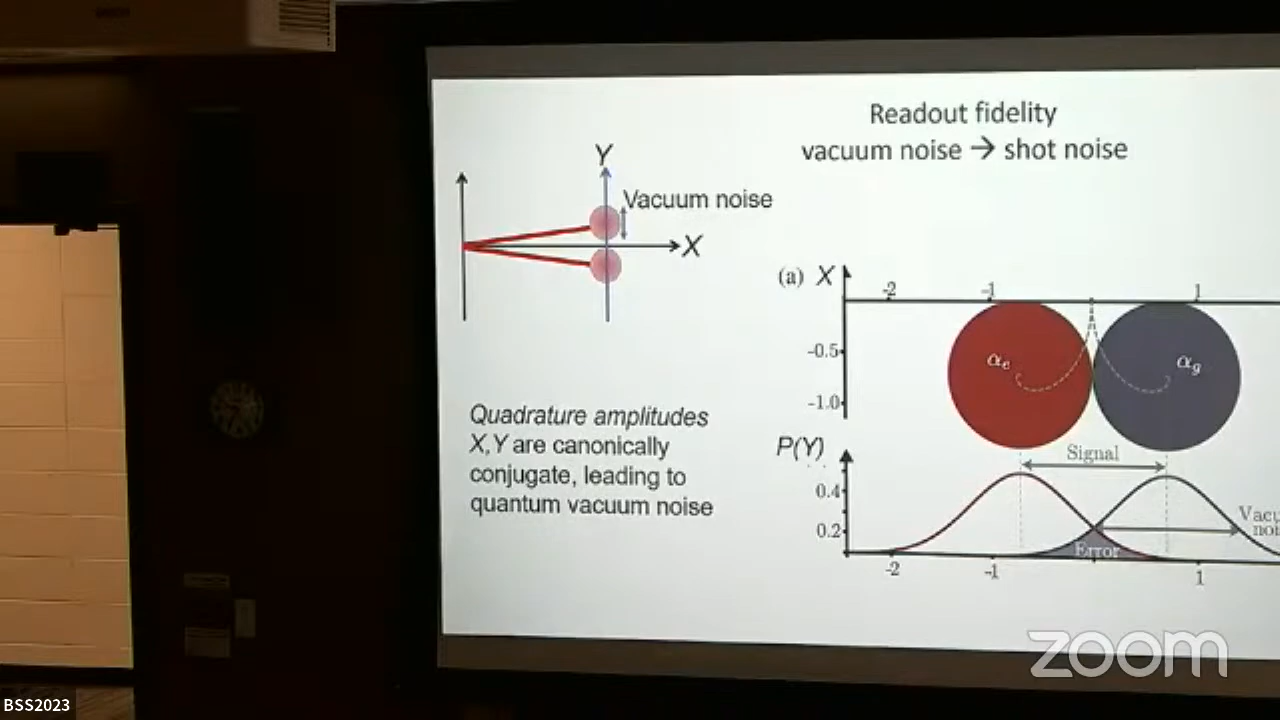 Readout fidelity
vacuum noise → shot noise
Y
Vacuum noise
X
(a) X
-2 -1 1
-0.5
-1.0
αe αg
Quadrature amplitudes
X,Y are canonically
conjugate, leading to
quantum vacuum noise
P(Y)
Signal
0.4
0.2
Error
-2 -1 1
zoom
BSS2023